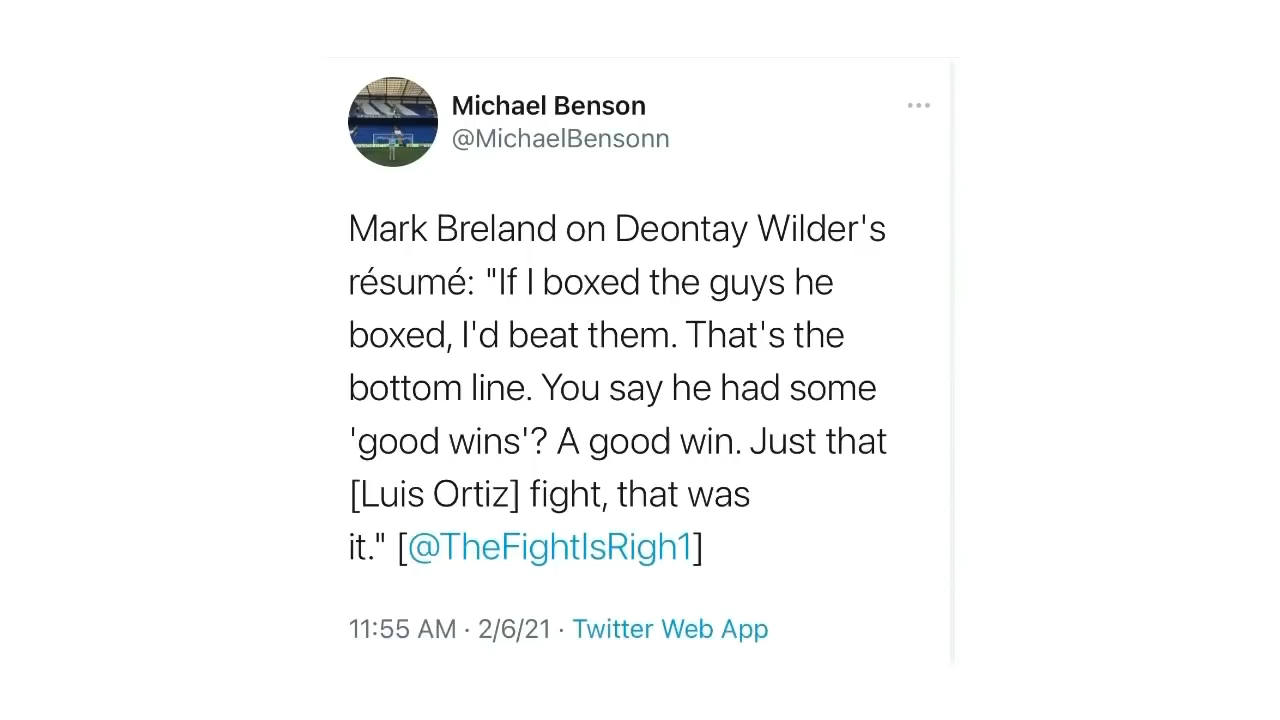 Michael Benson
@MichaelBensonn
Mark Breland on Deontay Wilder's
résumé: "If I boxed the guys he
boxed, I'd beat them. That's the
bottom line. You say he had some
'good wins'? A good win. Just that
[Luis Ortiz] fight, that was
it." [@TheFightIsRigh1]
11:55 AM · 2/6/21 · Twitter Web App